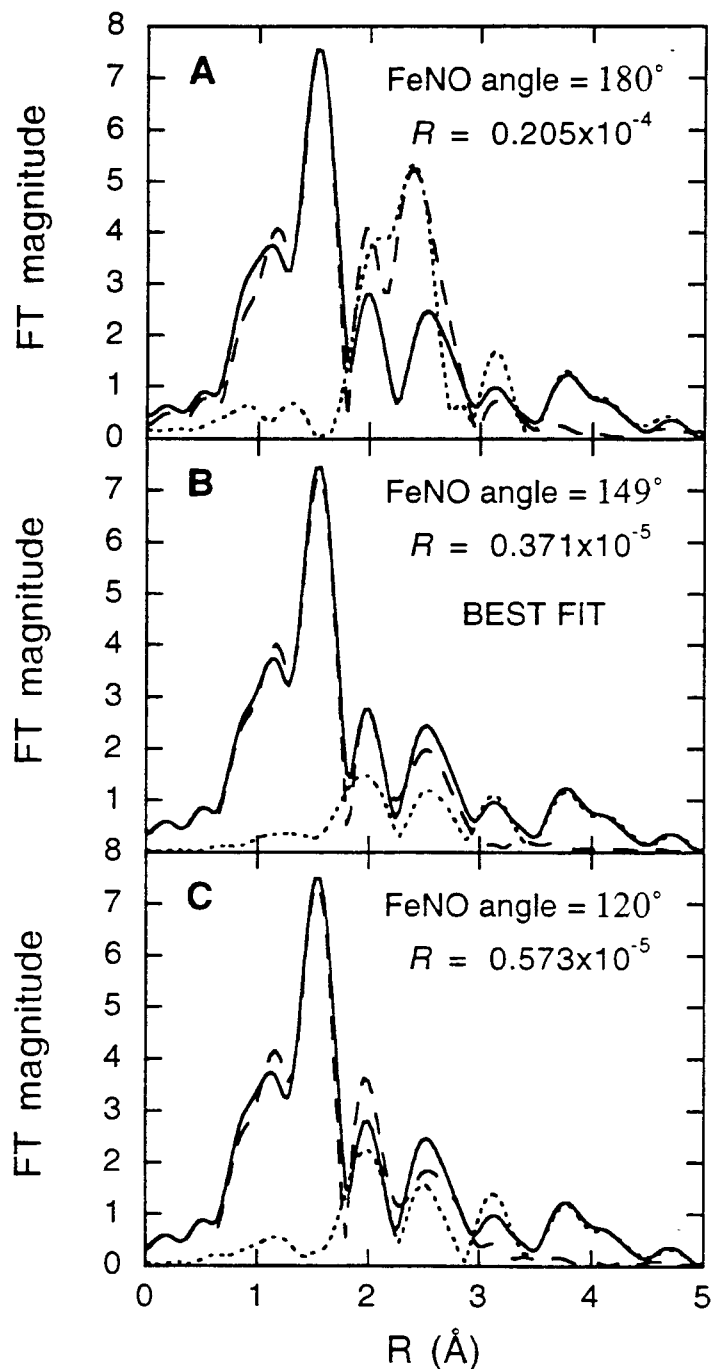 8
A
FeNO angle = 180°
R = 0.205x10-4
7
6
5
4
3
2
1
0
FT magnitude
B
FeNO angle = 149°
R = 0.371x10-5
BEST FIT
7
6
5
4
3
2
1
8
FT magnitude
C
FeNO angle = 120°
R = 0.573x10-5
7
6
5
4
3
2
1
0
FT magnitude
0 1 2 3 4 5
R (Å)